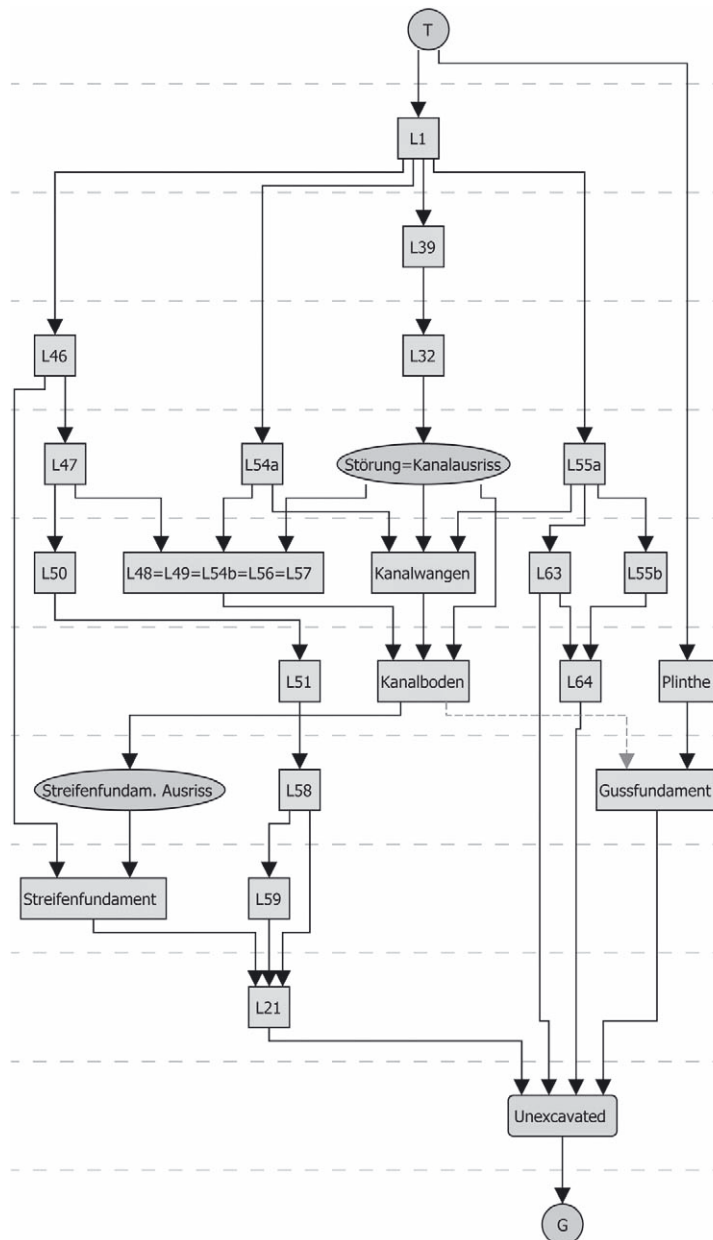 T
L1
L39
L46
L32
L47
L54a
Störung=Kanalausriss
L55a
L50
L48=L49=L54b=L56=L57
Kanalwangen
L63
L55b
L51
Kanalboden
L64
Plinthe
Streifenfundam. Ausriss
L58
Gussfundament
Streifenfundament
L59
L21
Unexcavated
G